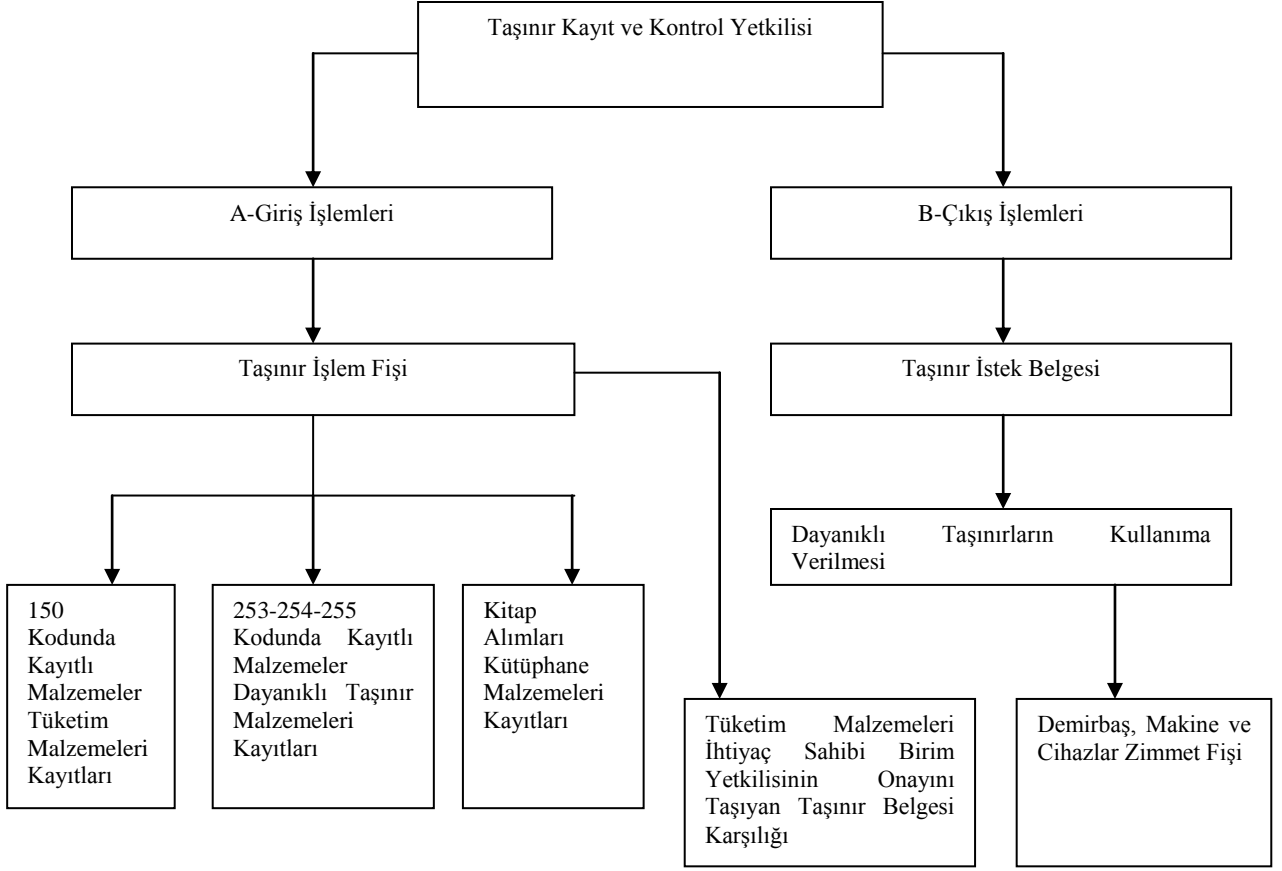 Taşınır Kayıt ve Kontrol Yetkilisi
A-Giriş İşlemleri
B-Çıkış İşlemleri
Taşınır İşlem Fişi
Taşınır İstek Belgesi
Dayanıklı Taşınırların Kullanıma
Verilmesi
150
Kodunda
Kayıtlı
Malzemeler
Tüketim
Malzemeleri
Kayıtları
253-254-255
Kodunda Kayıtlı
Malzemeler
Dayanıklı Taşınır
Malzemeleri
Kayıtları
Kitap
Alımları
Kütüphane
Malzemeleri
Kayıtları
Tüketim Malzemeleri
İhtiyaç Sahibi Birim
Yetkilisinin Onayını
Taşıyan Taşınır Belgesi
Karşılığı
Demirbaş, Makine ve
Cihazlar Zimmet Fişi